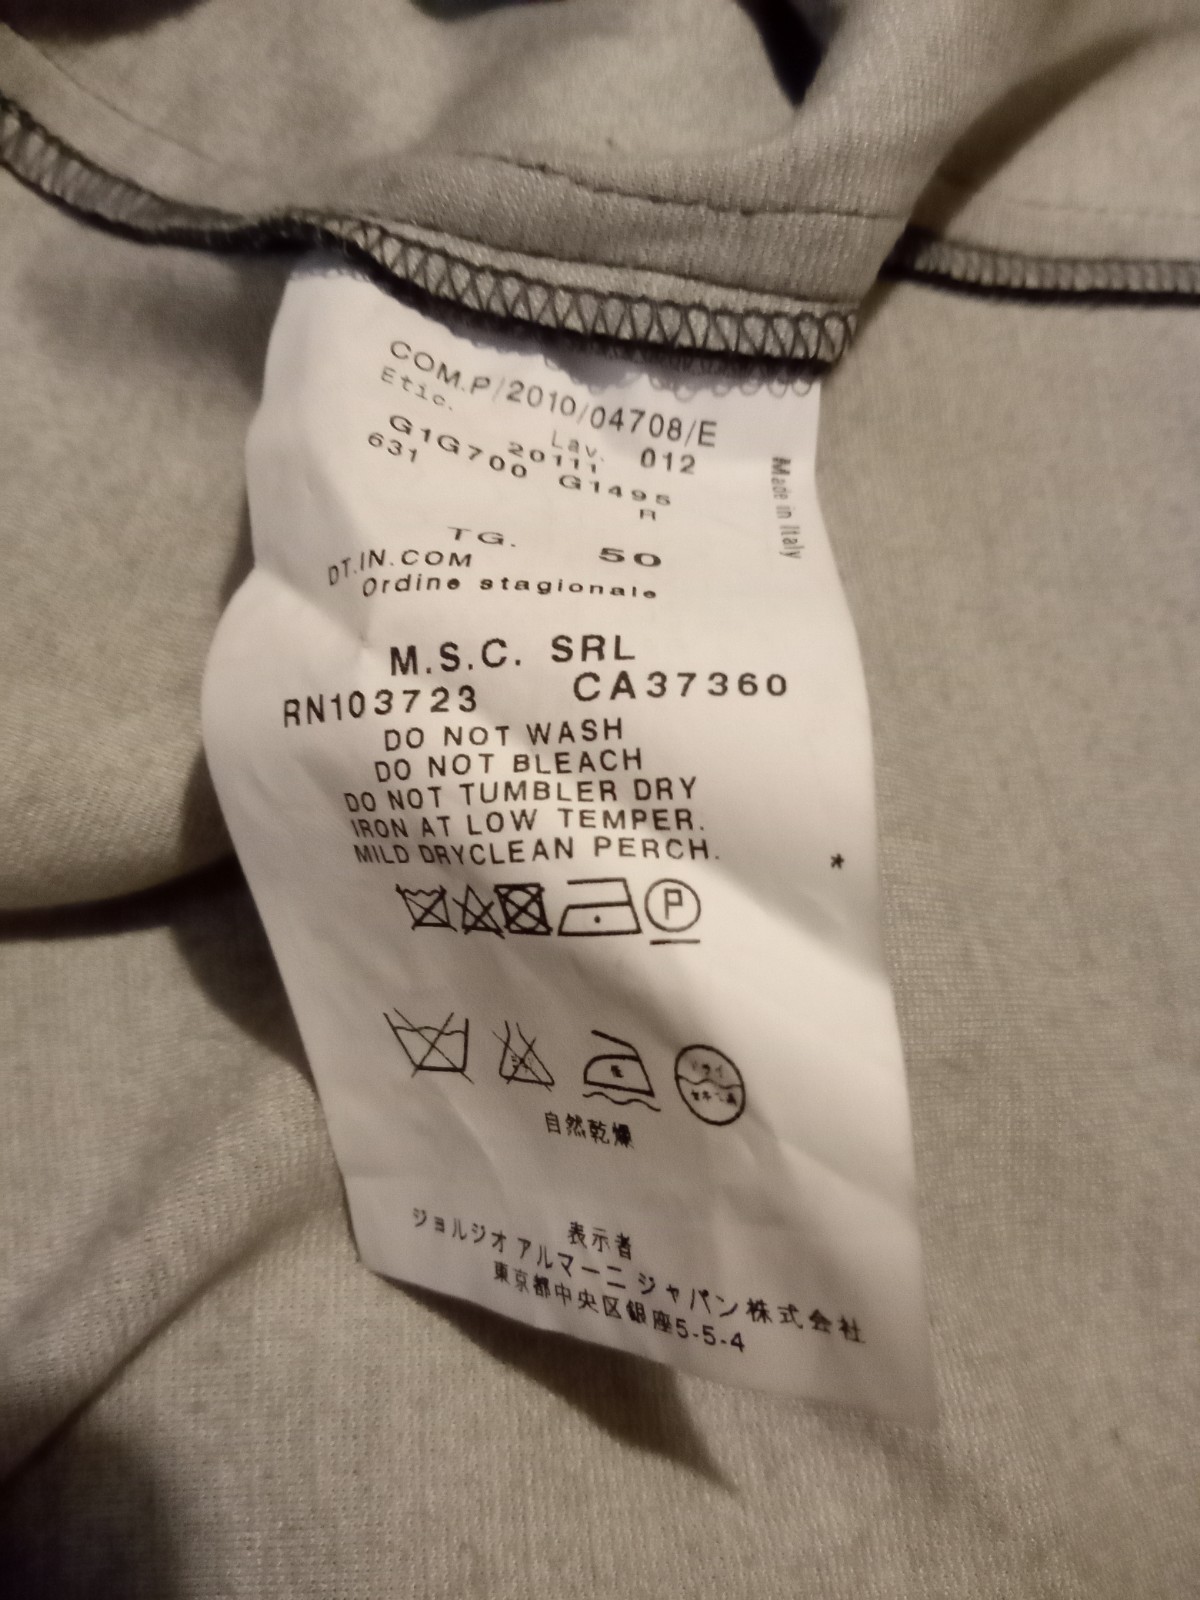 COM.P/2010/04708/E
Etic. Lav. 012
G1G700 20111 G1495
631 R
Made in Italy
TG. 50
DT.IN.COM
Ordine stagionale
M.S.C. SRL
RN103723 CA37360
DO NOT WASH
DO NOT BLEACH
DO NOT TUMBLER DRY
IRON AT LOW TEMPER.
MILD DRYCLEAN PERCH.
*
P
自然乾燥
表示者
ジョルジオ アルマーニ ジャパン株式会社
東京都中央区銀座5-5-4